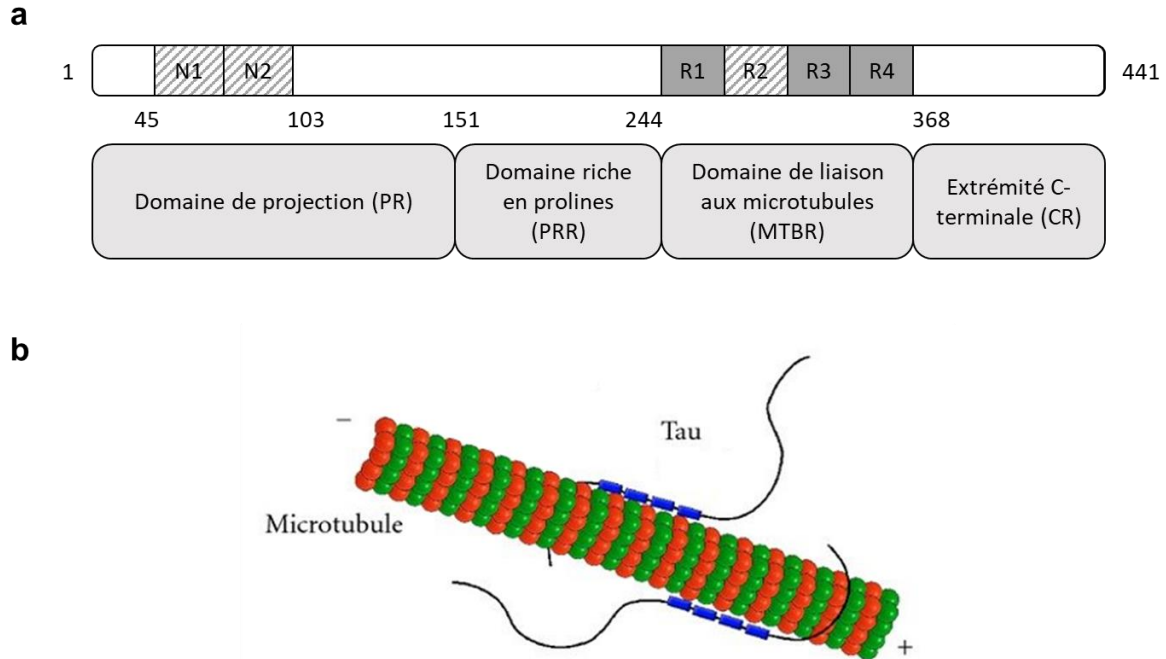 a
1 N1 N2 R1 R2 R3 R4 441
45 103 151 244 368
Domaine de projection (PR)
Domaine riche
en prolines
(PRR)
Domaine de liaison
aux microtubules
(MTBR)
Extrémité C-
terminale (CR)
b
−
Tau
Microtubule
+